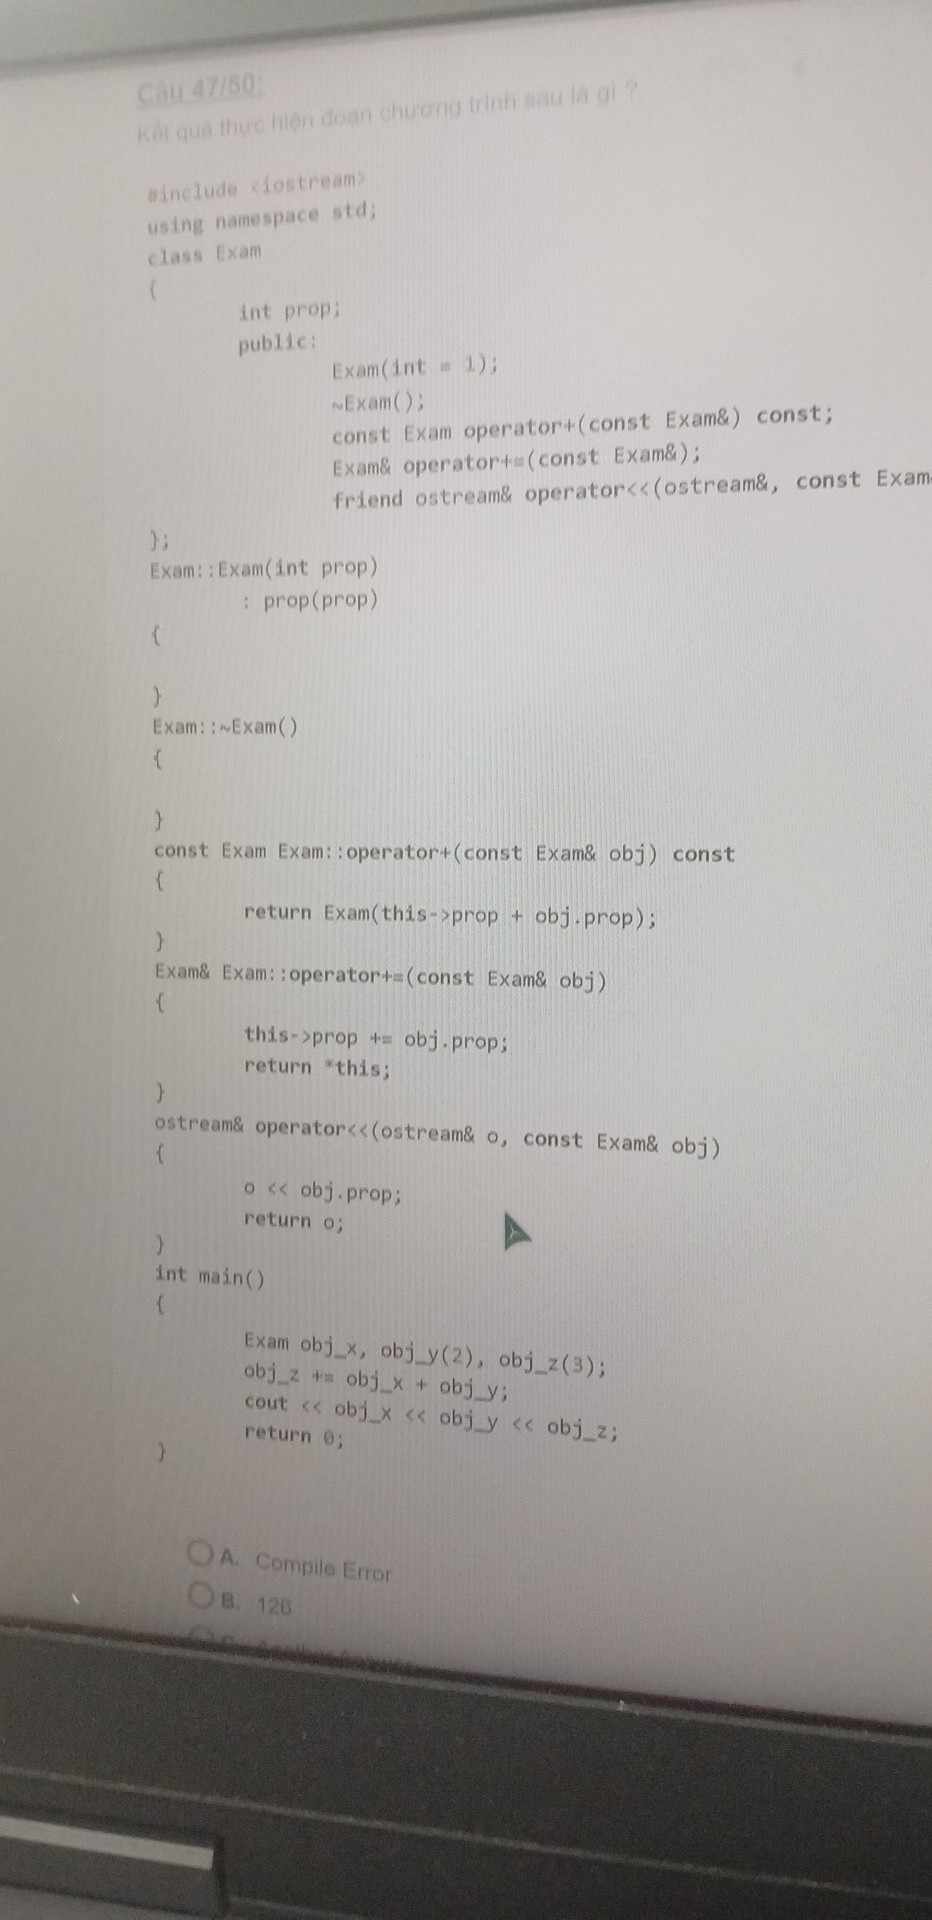 Câu 47/50:
Kết quả thực hiện đoạn chương trình sau là gì ?
#include <iostream>
using namespace std;
class Exam
{
int prop;
public:
Exam(int = 1);
~Exam();
const Exam operator+(const Exam&) const;
Exam& operator+=(const Exam&);
friend ostream& operator<<(ostream&, const Exam
};
Exam::Exam(int prop)
: prop(prop)
{
}
Exam::~Exam()
{
}
const Exam Exam::operator+(const Exam& obj) const
{
return Exam(this->prop + obj.prop);
}
Exam& Exam::operator+=(const Exam& obj)
{
this->prop += obj.prop;
return *this;
}
ostream& operator<<(ostream& o, const Exam& obj)
{
o << obj.prop;
return o;
}
int main()
{
Exam obj_x, obj_y(2), obj_z(3);
obj_z += obj_x + obj_y;
cout << obj_x << obj_y << obj_z;
return 0;
}
A. Compile Error
B. 126